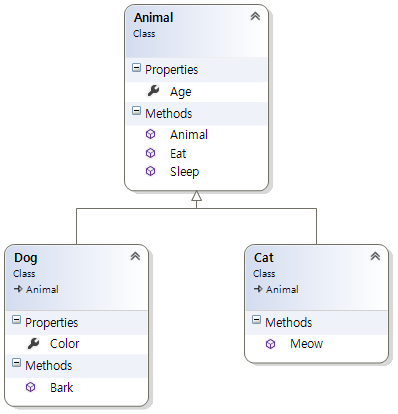 Animal
Class
Properties
Age
Methods
Animal
Eat
Sleep
Dog
Class
Animal
Properties
Color
Methods
Bark
Cat
Class
Animal
Methods
Meow